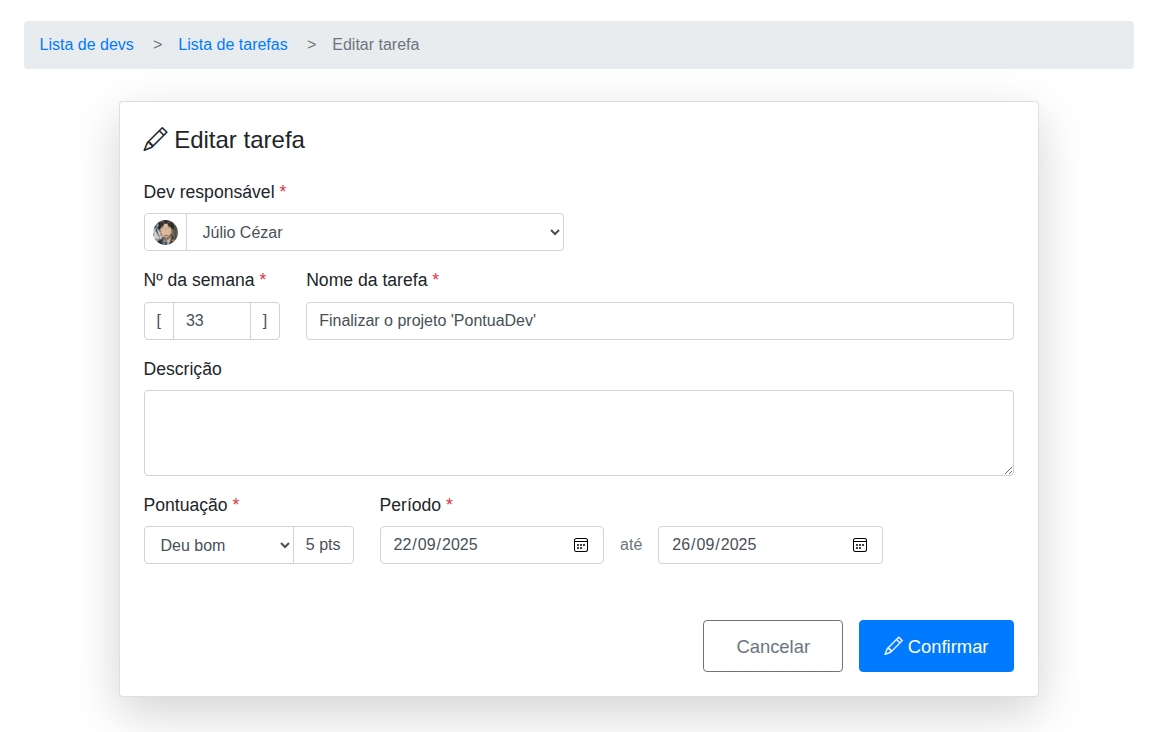 Lista de devs > Lista de tarefas > Editar tarefa
Editar tarefa
Dev responsável *
Júlio Cézar
Nº da semana * Nome da tarefa *
[ 33 ] Finalizar o projeto 'PontuaDev'
Descrição
Pontuação * Período *
Deu bom 5 pts 22/09/2025 até 26/09/2025
Cancelar Confirmar